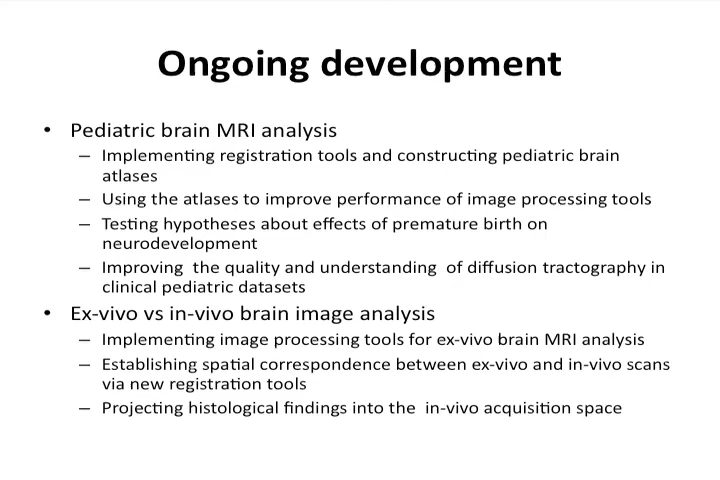 Ongoing development
• Pediatric brain MRI analysis
– Implementing registration tools and constructing pediatric brain
atlases
– Using the atlases to improve performance of image processing tools
– Testing hypotheses about effects of premature birth on
neurodevelopment
– Improving  the quality and understanding  of diffusion tractography in
clinical pediatric datasets
• Ex-vivo vs in-vivo brain image analysis
– Implementing image processing tools for ex-vivo brain MRI analysis
– Establishing spatial correspondence between ex-vivo and in-vivo scans
via new registration tools
– Projecting histological findings into the  in-vivo acquisition space